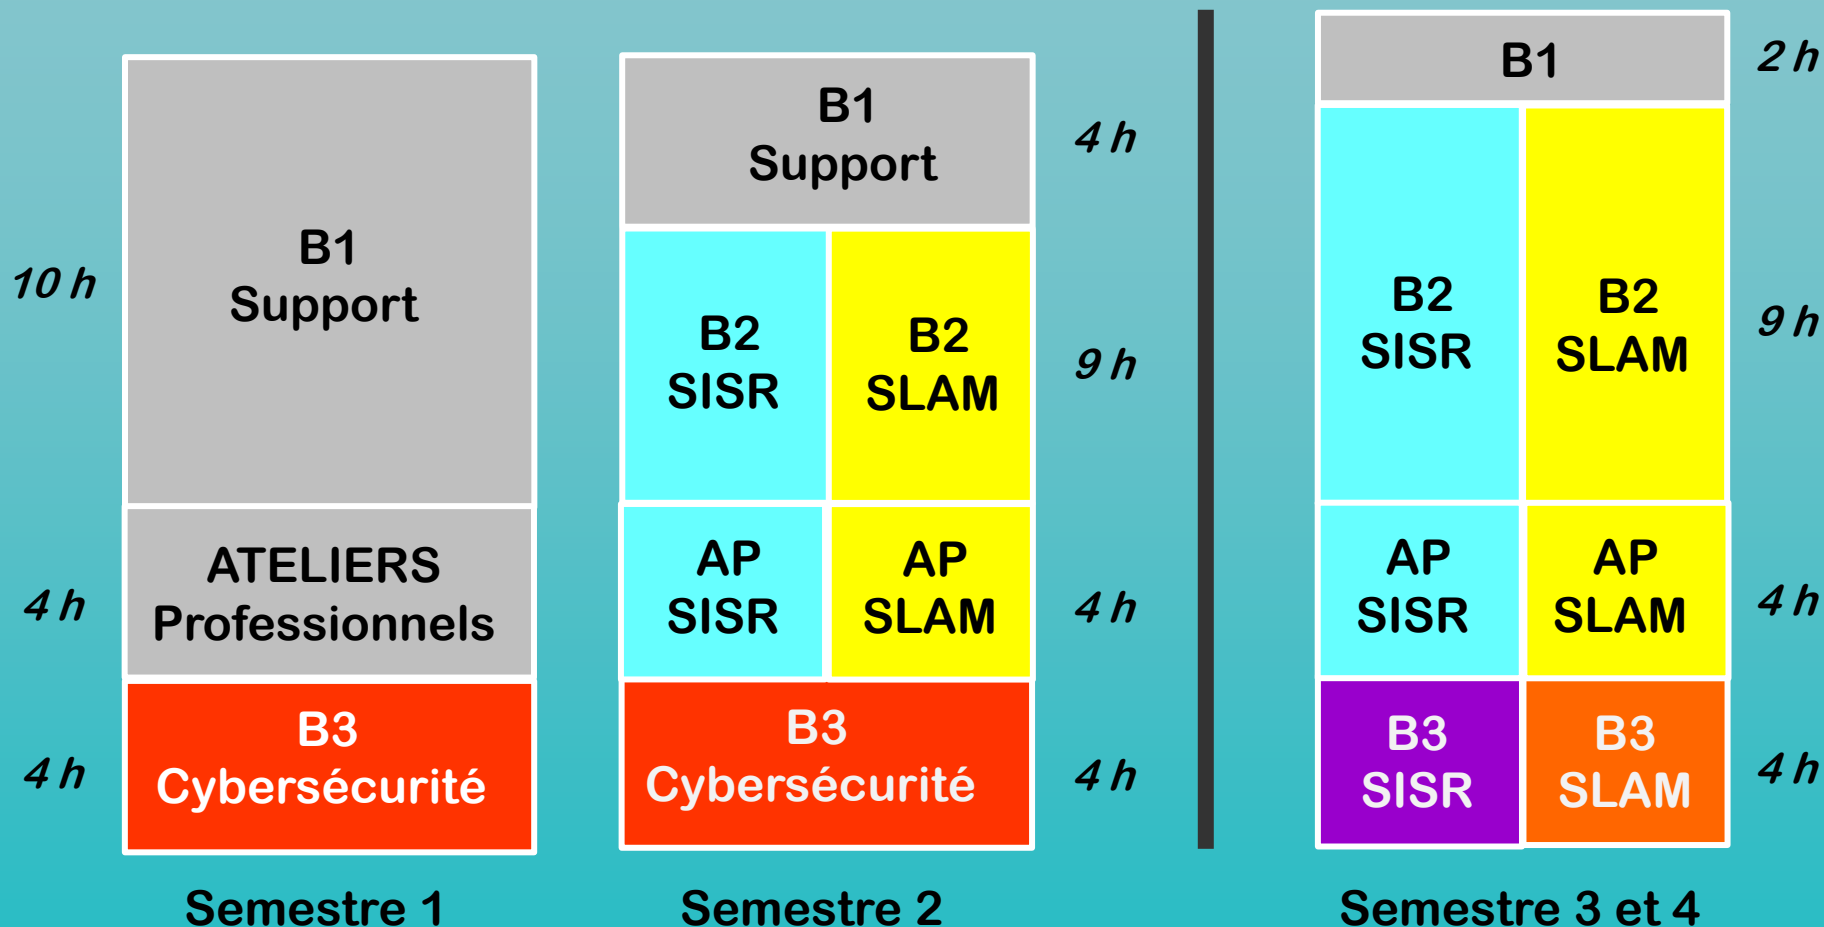 10 h
B1
Support
4 h
ATELIERS
Professionnels
4 h
B3
Cybersécurité
Semestre 1
B1
Support
4 h
B2
SISR
B2
SLAM
9 h
AP
SISR
AP
SLAM
4 h
B3
Cybersécurité
4 h
Semestre 2
B1
2 h
B2
SISR
B2
SLAM
9 h
AP
SISR
AP
SLAM
4 h
B3
SISR
B3
SLAM
4 h
Semestre 3 et 4